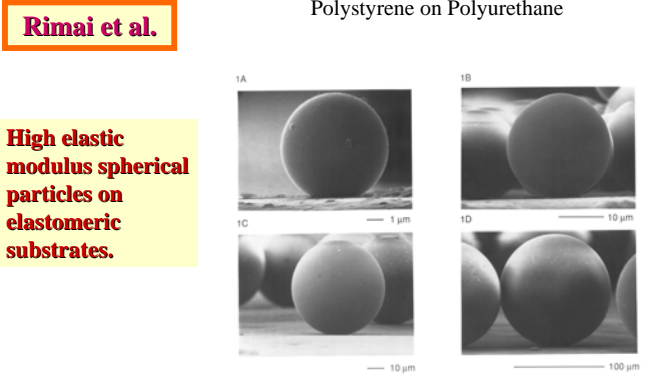 Polystyrene on Polyurethane
Rimai et al.
High elastic
modulus spherical
particles on
elastomeric
substrates.
1A
1B
1 μm
10 μm
1C
1D
10 μm
100 μm